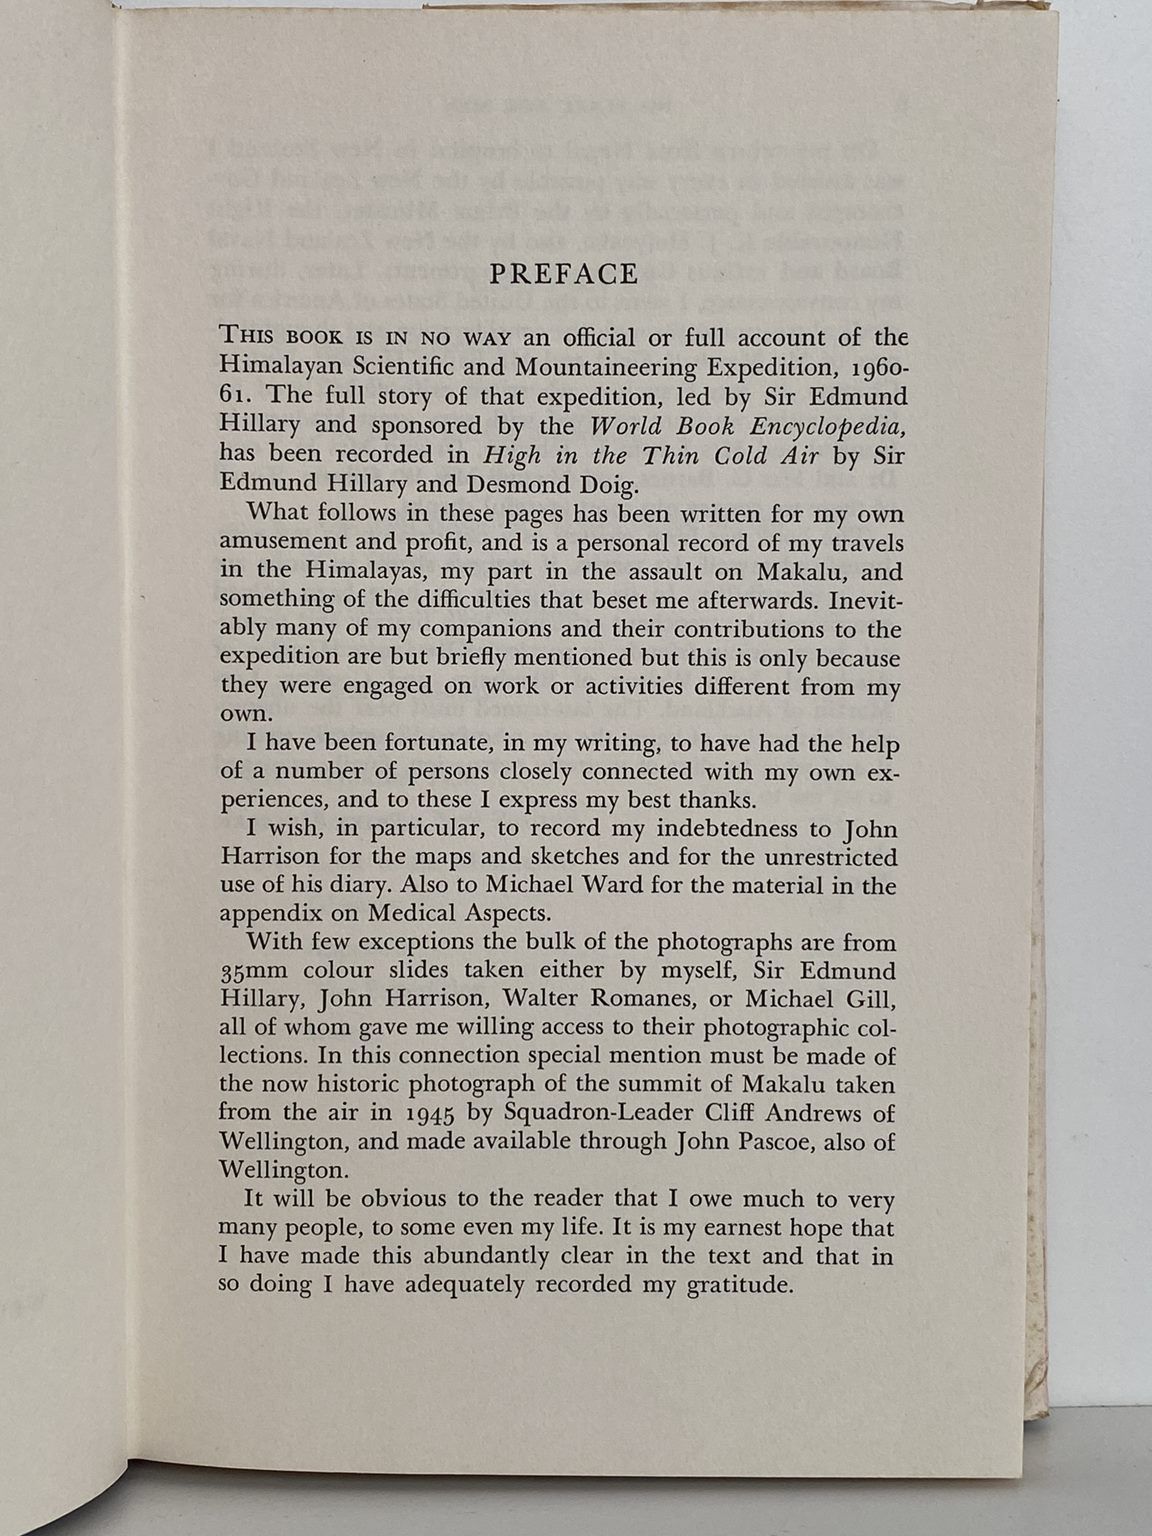 PREFACE
THIS BOOK IS IN NO WAY an official or full account of the
Himalayan Scientific and Mountaineering Expedition, 1960-
61. The full story of that expedition, led by Sir Edmund
Hillary and sponsored by the World Book Encyclopedia,
has been recorded in High in the Thin Cold Air by Sir
Edmund Hillary and Desmond Doig.
What follows in these pages has been written for my own
amusement and profit, and is a personal record of my travels
in the Himalayas, my part in the assault on Makalu, and
something of the difficulties that beset me afterwards. Inevit-
ably many of my companions and their contributions to the
expedition are but briefly mentioned but this is only because
they were engaged on work or activities different from my
own.
I have been fortunate, in my writing, to have had the help
of a number of persons closely connected with my own ex-
periences, and to these I express my best thanks.
I wish, in particular, to record my indebtedness to John
Harrison for the maps and sketches and for the unrestricted
use of his diary. Also to Michael Ward for the material in the
appendix on Medical Aspects.
With few exceptions the bulk of the photographs are from
35mm colour slides taken either by myself, Sir Edmund
Hillary, John Harrison, Walter Romanes, or Michael Gill,
all of whom gave me willing access to their photographic col-
lections. In this connection special mention must be made of
the now historic photograph of the summit of Makalu taken
from the air in 1945 by Squadron-Leader Cliff Andrews of
Wellington, and made available through John Pascoe, also of
Wellington.
It will be obvious to the reader that I owe much to very
many people, to some even my life. It is my earnest hope that
I have made this abundantly clear in the text and that in
so doing I have adequately recorded my gratitude.